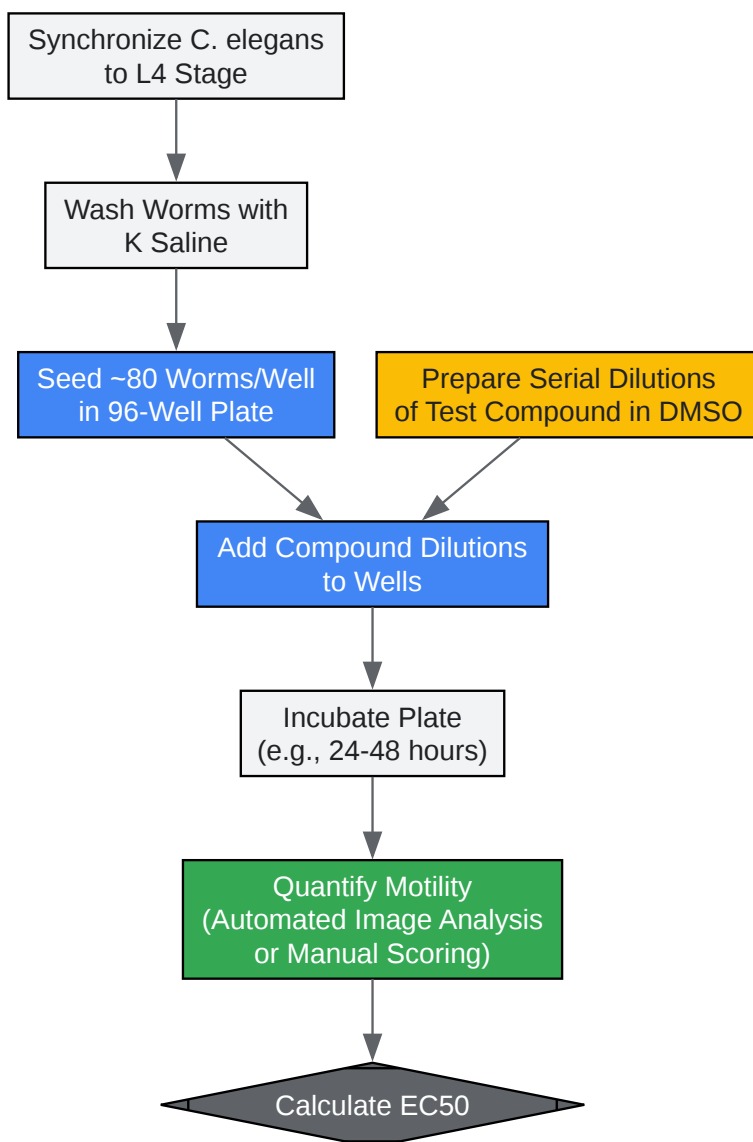 Synchronize C. elegans
to L4 Stage
Wash Worms with
K Saline
Seed ~80 Worms/Well
in 96-Well Plate
Prepare Serial Dilutions
of Test Compound in DMSO
Add Compound Dilutions
to Wells
Incubate Plate
(e.g., 24-48 hours)
Quantify Motility
(Automated Image Analysis
or Manual Scoring)
Calculate EC50